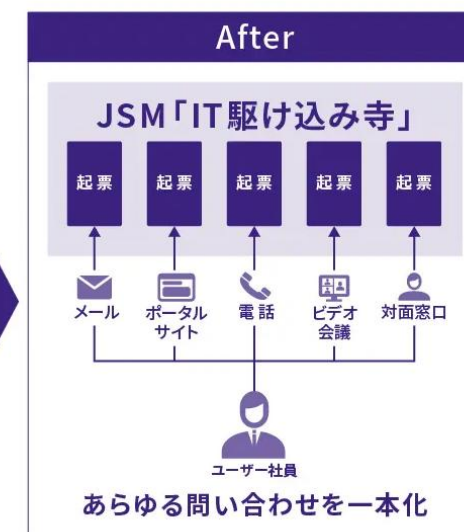 After
JSM「IT駆け込み寺」
起票 起票 起票 起票 起票
メール ポータル 電話 ビデオ 対面窓口
サイト 会議
ユーザー社員
あらゆる問い合わせを一本化